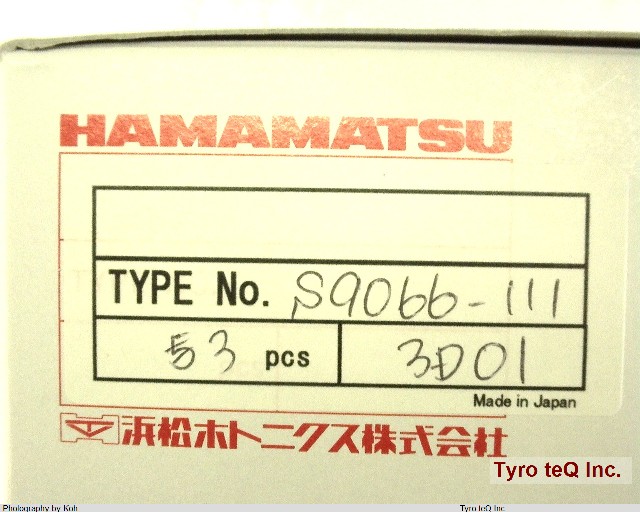 HAMAMATSU
TYPE No. S9066-111
53 pcs 3D01
Made in Japan
浜松ホトニクス株式会社
Tyro teQ Inc.
Photography by Koh Tyro teQ Inc